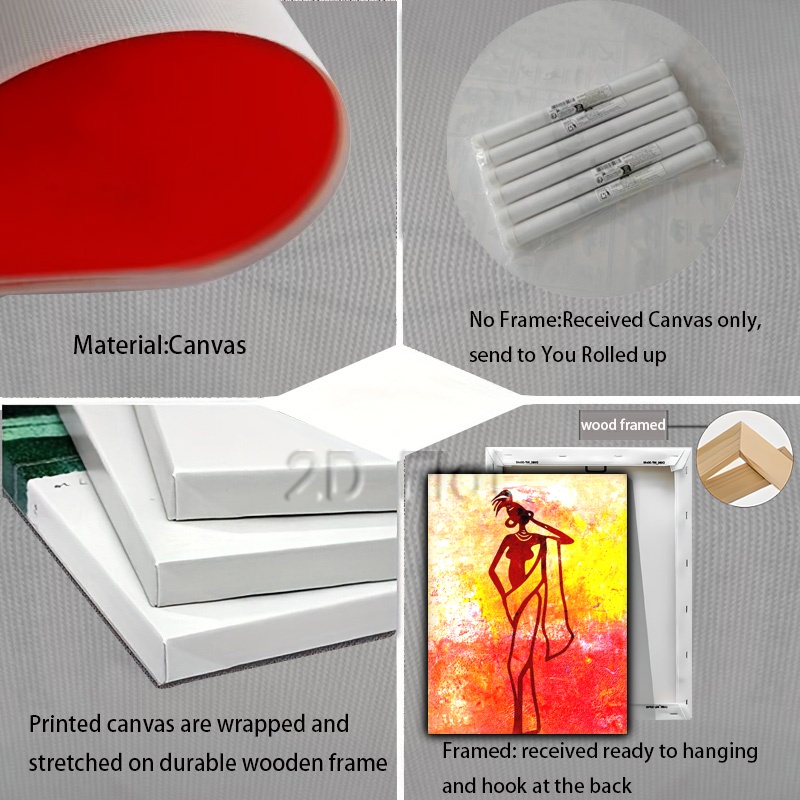 Material:Canvas
No Frame:Received Canvas only,
send to You Rolled up
wood framed
2D
Printed canvas are wrapped and
stretched on durable wooden frame
Framed: received ready to hanging
and hook at the back